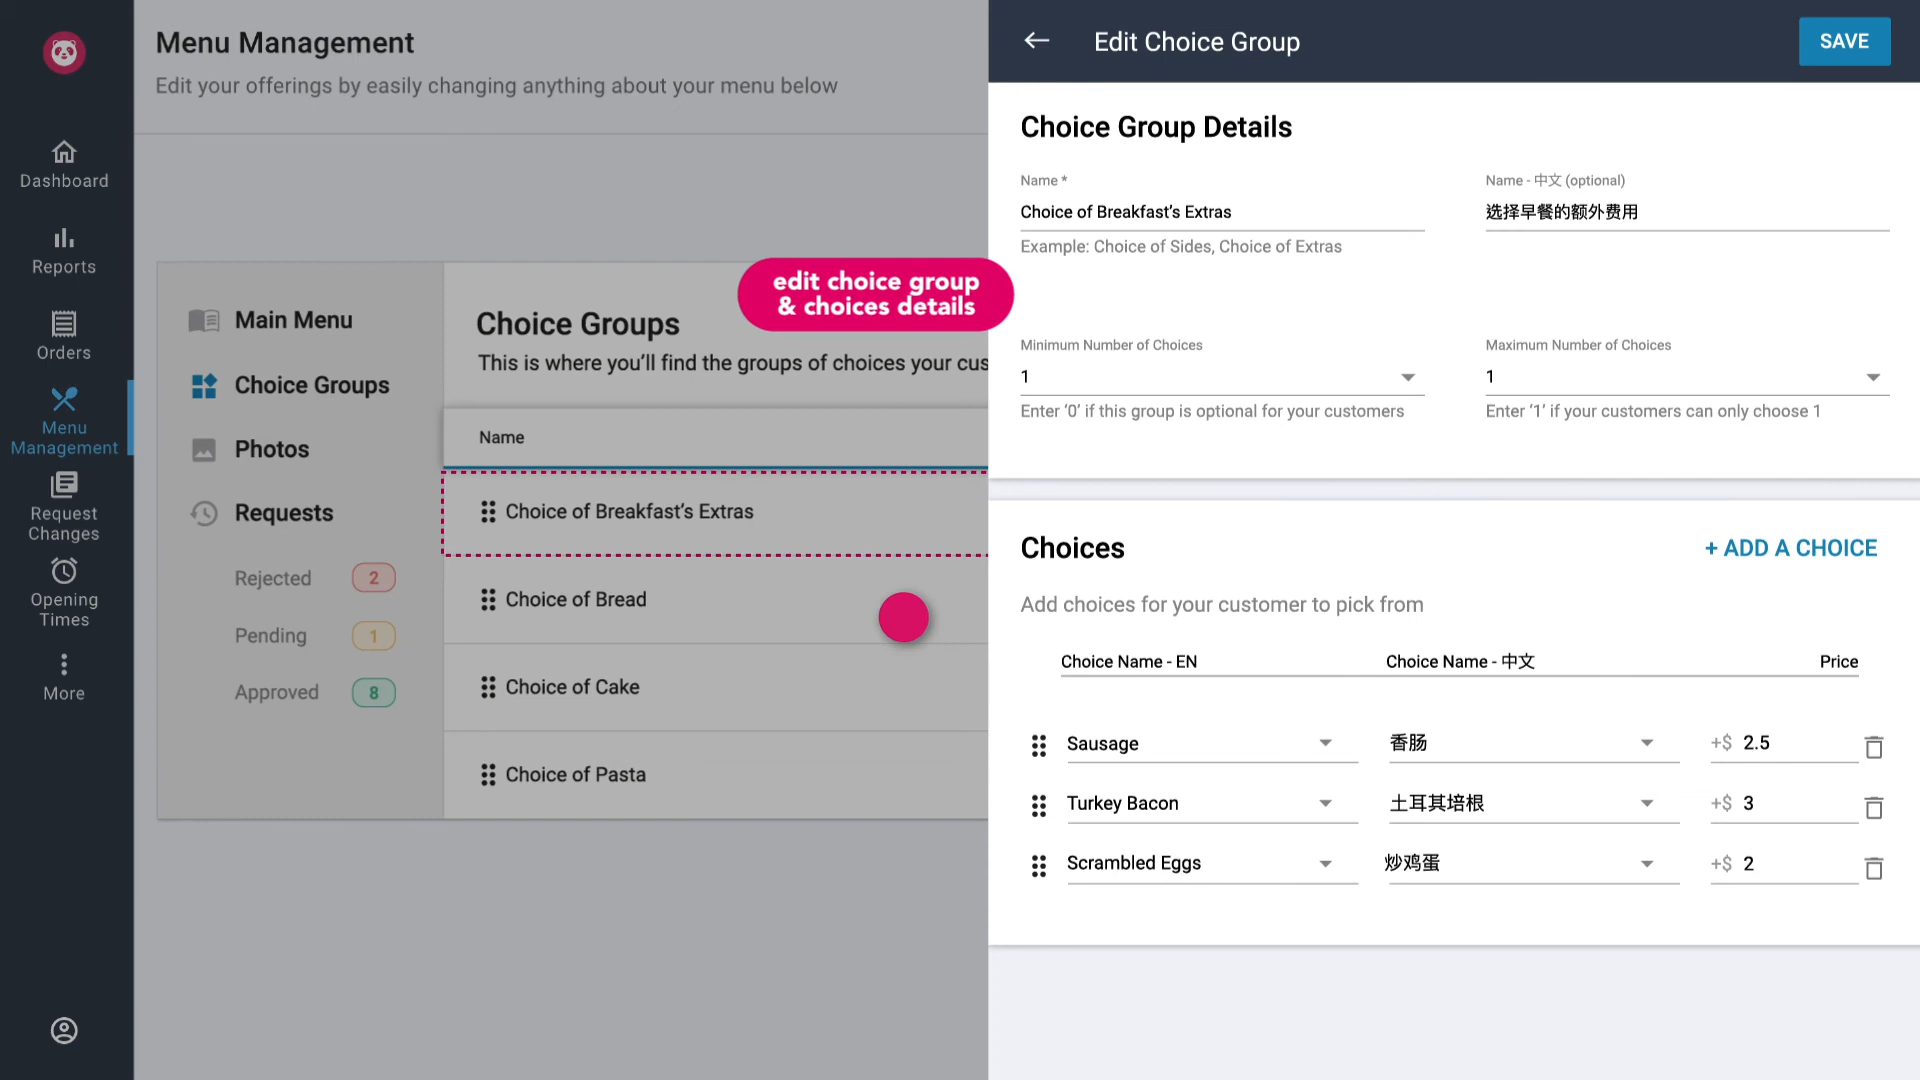 Dashboard
Reports
Orders
Menu
Management
Request
Changes
Opening
Times
More
Menu Management
Edit your offerings by easily changing anything about your menu below
Main Menu
Choice Groups
Photos
Requests
Rejected 2
Pending 1
Approved 8
Choice Groups
This is where you’ll find the groups of choices your cus
Name
Choice of Breakfast’s Extras
Choice of Bread
Choice of Cake
Choice of Pasta
edit choice group
& choices details
Edit Choice Group
SAVE
Choice Group Details
Name *
Choice of Breakfast’s Extras
Example: Choice of Sides, Choice of Extras
Name - 中文 (optional)
选择早餐的额外费用
Minimum Number of Choices
1
Enter ‘0’ if this group is optional for your customers
Maximum Number of Choices
1
Enter ‘1’ if your customers can only choose 1
Choices
+ ADD A CHOICE
Add choices for your customer to pick from
Choice Name - EN Choice Name - 中文 Price
Sausage 香肠 +$ 2.5
Turkey Bacon 土耳其培根 +$ 3
Scrambled Eggs 炒鸡蛋 +$ 2